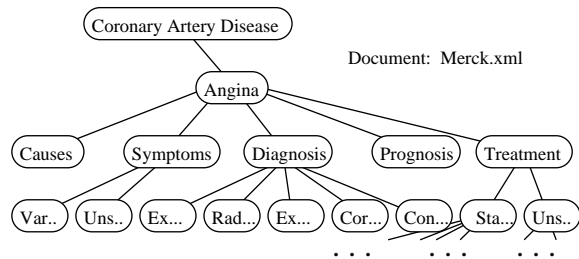 Coronary Artery Disease
Document: Merck.xml
Angina
Causes Symptoms Diagnosis Prognosis Treatment
Var.. Uns.. Ex... Rad... Ex... Cor... Con... Sta... Uns..
. . . . . . . . .